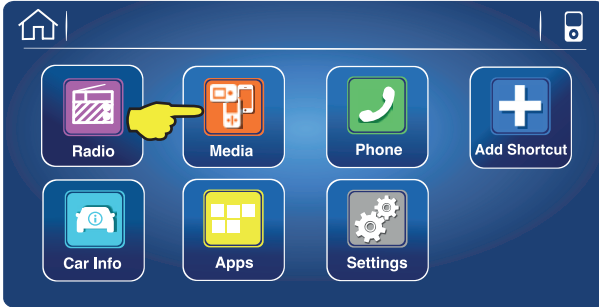 Radio
Media
Phone
Add Shortcut
Car Info
Apps
Settings